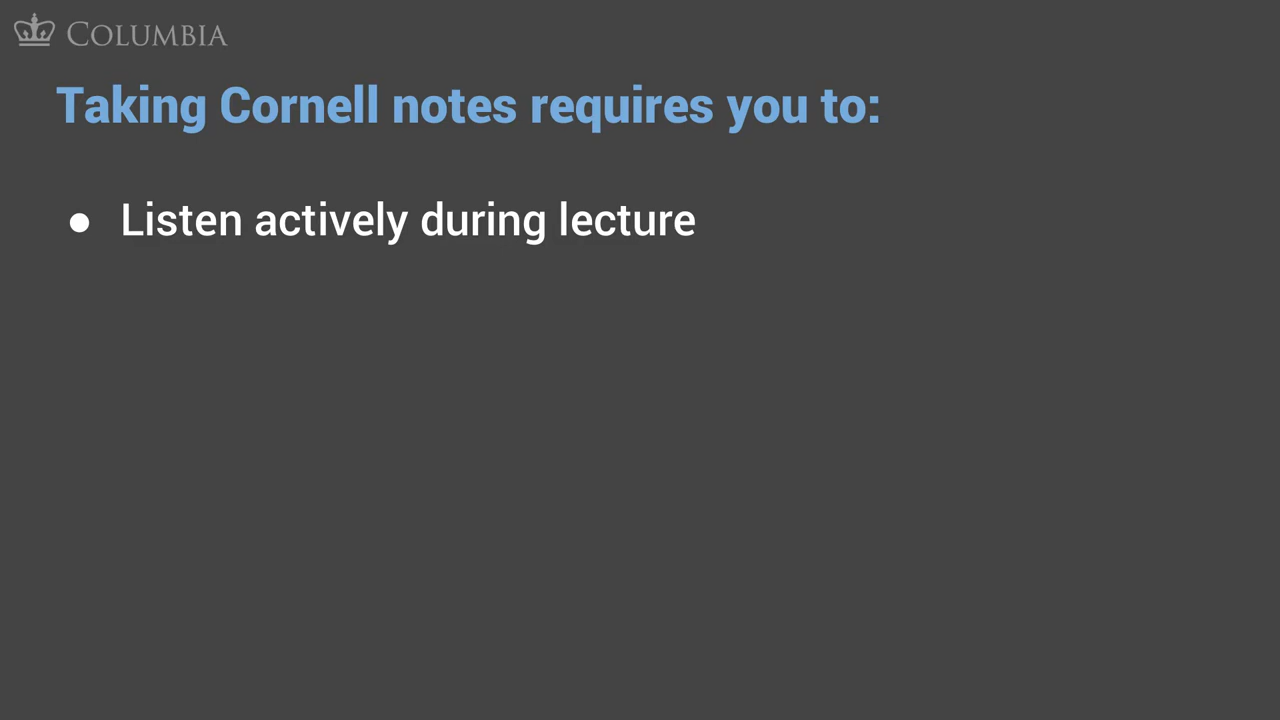 COLUMBIA
Taking Cornell notes requires you to:
● Listen actively during lecture